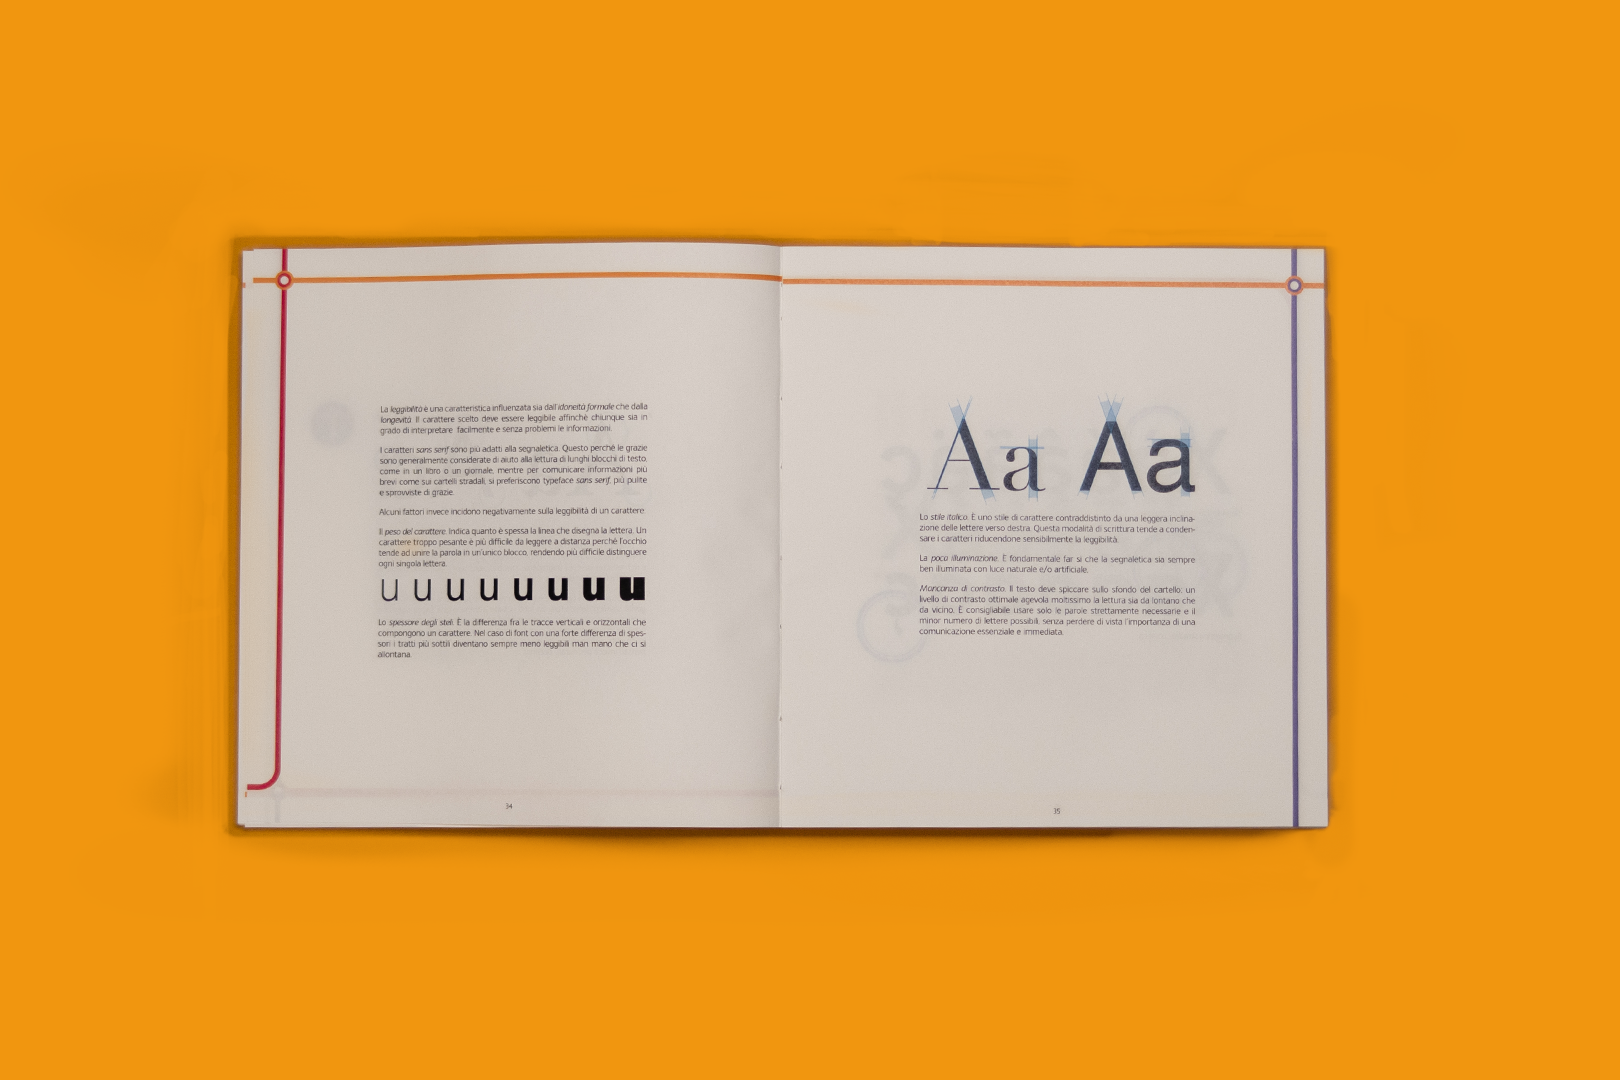 La leggibilità è una caratteristica influenzata sia dall'idoneità formale che dalla
longevità. Il carattere scelto deve essere leggibile affinchè chiunque sia in
grado di interpretare facilmente e senza problemi le informazioni.
I caratteri sans serif sono più adatti alla segnaletica. Questo perchè le grazie
sono generalmente considerate di aiuto alla lettura di lunghi blocchi di testo,
come in un libro o un giornale, mentre per comunicare informazioni più
brevi come sui cartelli stradali, si preferiscono typeface sans serif, più pulite
e sprovviste di grazie.
Alcuni fattori invece incidono negativamente sulla leggibilità di un carattere:
Il peso del carattere. Indica quanto è spessa la linea che disegna la lettera. Un
carattere troppo pesante è più difficile da leggere a distanza perchè l'occhio
tende ad unire la parola in un'unico blocco, rendendo più difficile distinguere
ogni singola lettera.
u u u u u u u u
Lo spessore degli steli. È la differenza fra le tracce verticali e orizzontali che
compongono un carattere. Nel caso di font con una forte differenza di spes-
sori i tratti più sottili diventano sempre meno leggibili man mano che ci si
allontana.
34
Aa Aa
Lo stile italico. È uno stile di carattere contraddistinto da una leggera inclina-
zione delle lettere verso destra. Questa modalità di scrittura tende a conden-
sare i caratteri riducendone sensibilmente la leggibilità.
La poca illuminazione. È fondamentale far sì che la segnaletica sia sempre
ben illuminata con luce naturale e/o artificiale.
Mancanza di contrasto. Il testo deve spiccare sullo sfondo del cartello; un
livello di contrasto ottimale agevola moltissimo la lettura sia da lontano che
da vicino. È consigliabile usare solo le parole strettamente necessarie e il
minor numero di lettere possibili, senza perdere di vista l'importanza di una
comunicazione essenziale e immediata.
35